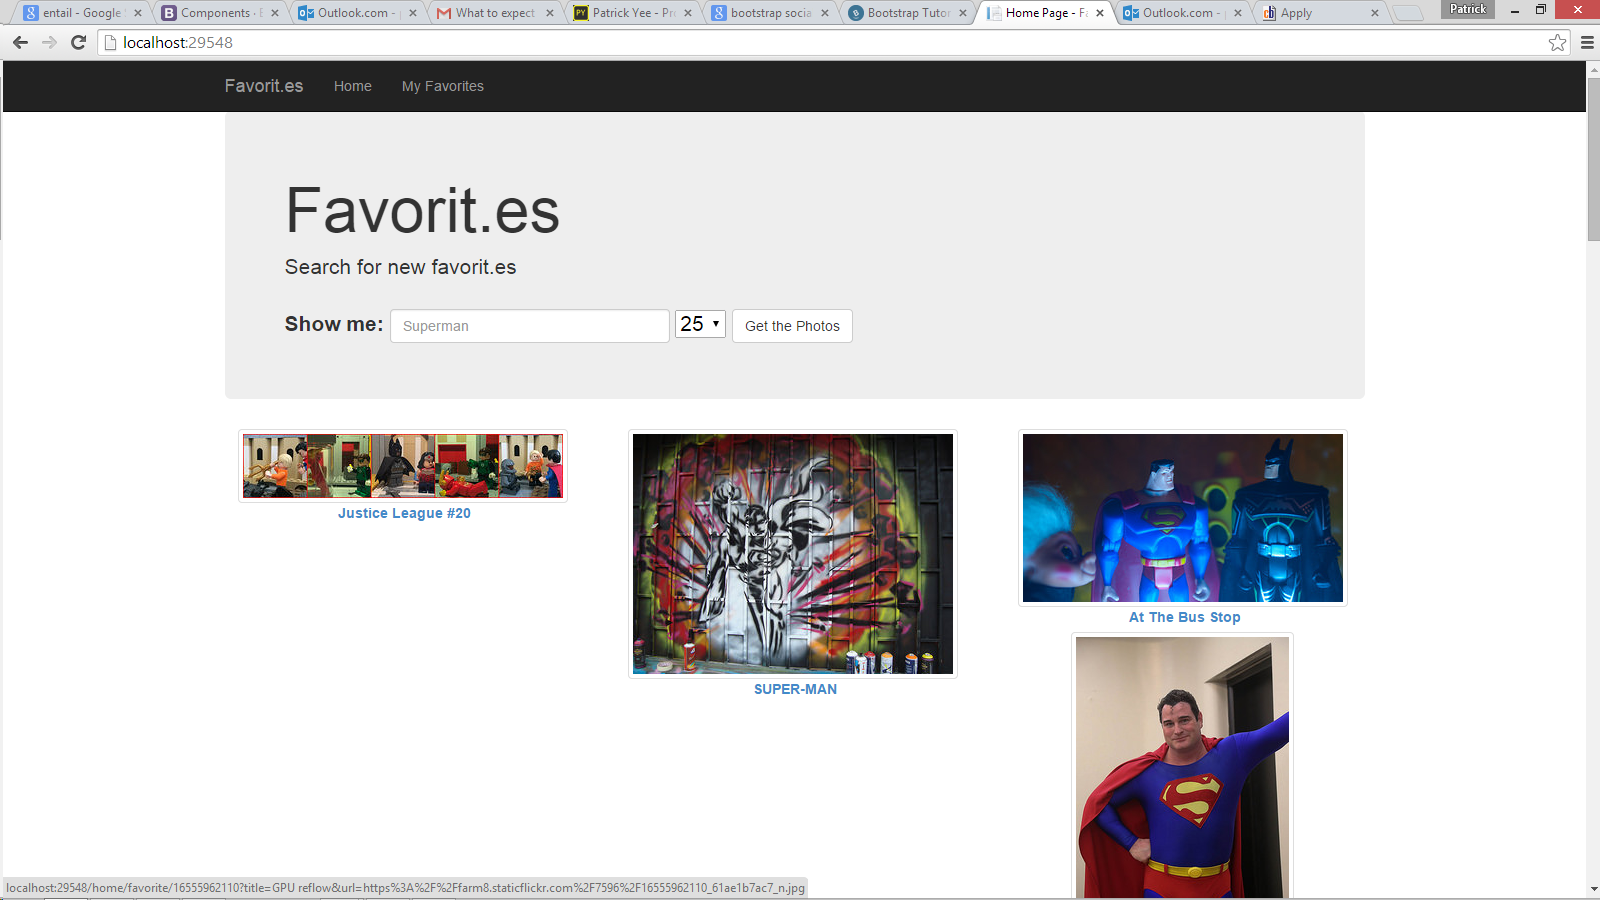 entail - Google
Components · B
Outlook.com -
What to expect
Patrick Yee - Pr
bootstrap socia
Bootstrap Tutor
Home Page - Fa
Outlook.com -
Apply
Patrick
localhost:29548
Favorit.es Home My Favorites
Favorit.es
Search for new favorit.es
Show me: Superman 25 Get the Photos
Justice League #20
SUPER-MAN
At The Bus Stop
localhost:29548/home/favorite/16555962110?title=GPU reflow&url=https%3A%2F%2Ffarm8.staticflickr.com%2F7596%2F16555962110_61ae1b7ac7_n.jpg